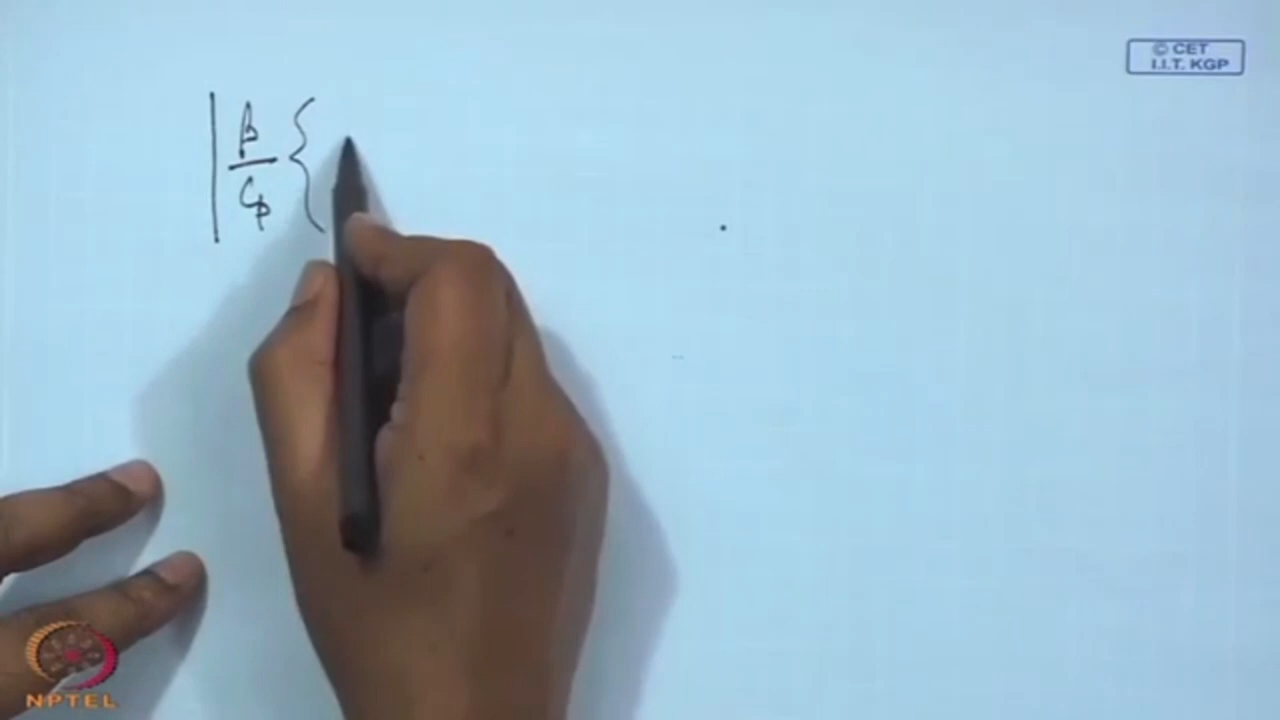 © CET
I.I.T. KGP
| β / Cp {
NPTEL